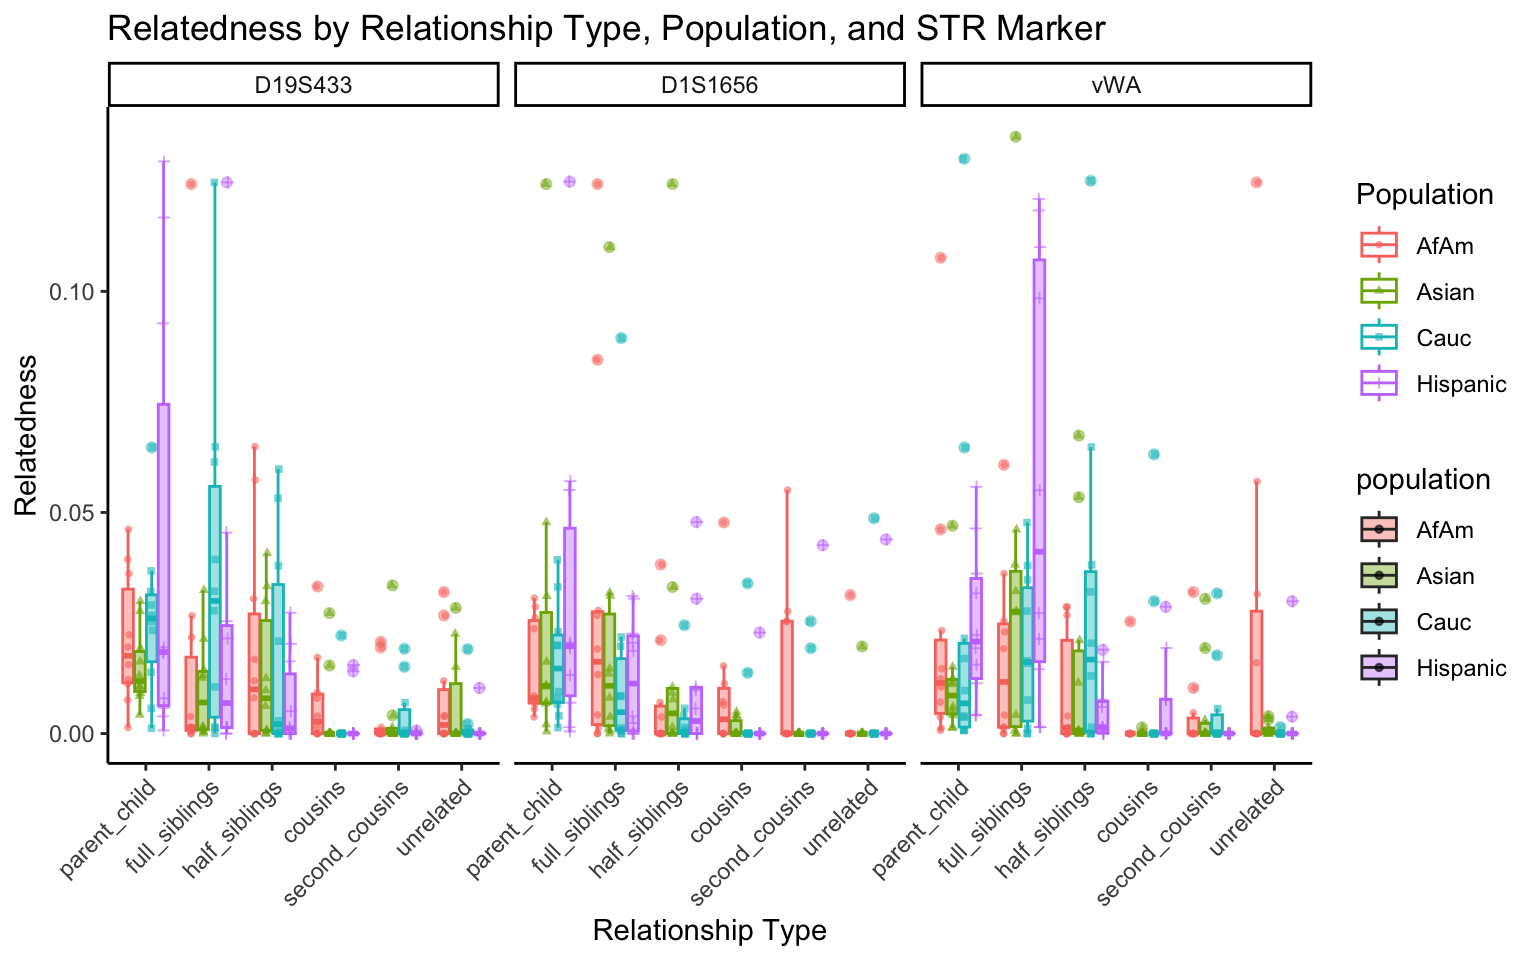 Relatedness by Relationship Type, Population, and STR Marker
D19S433
D1S1656
vWA
0.10
0.05
0.00
Relatedness
parent_child
full_siblings
half_siblings
cousins
second_cousins
unrelated
parent_child
full_siblings
half_siblings
cousins
second_cousins
unrelated
parent_child
full_siblings
half_siblings
cousins
second_cousins
unrelated
Relationship Type
Population
AfAm
Asian
Cauc
Hispanic
population
AfAm
Asian
Cauc
Hispanic